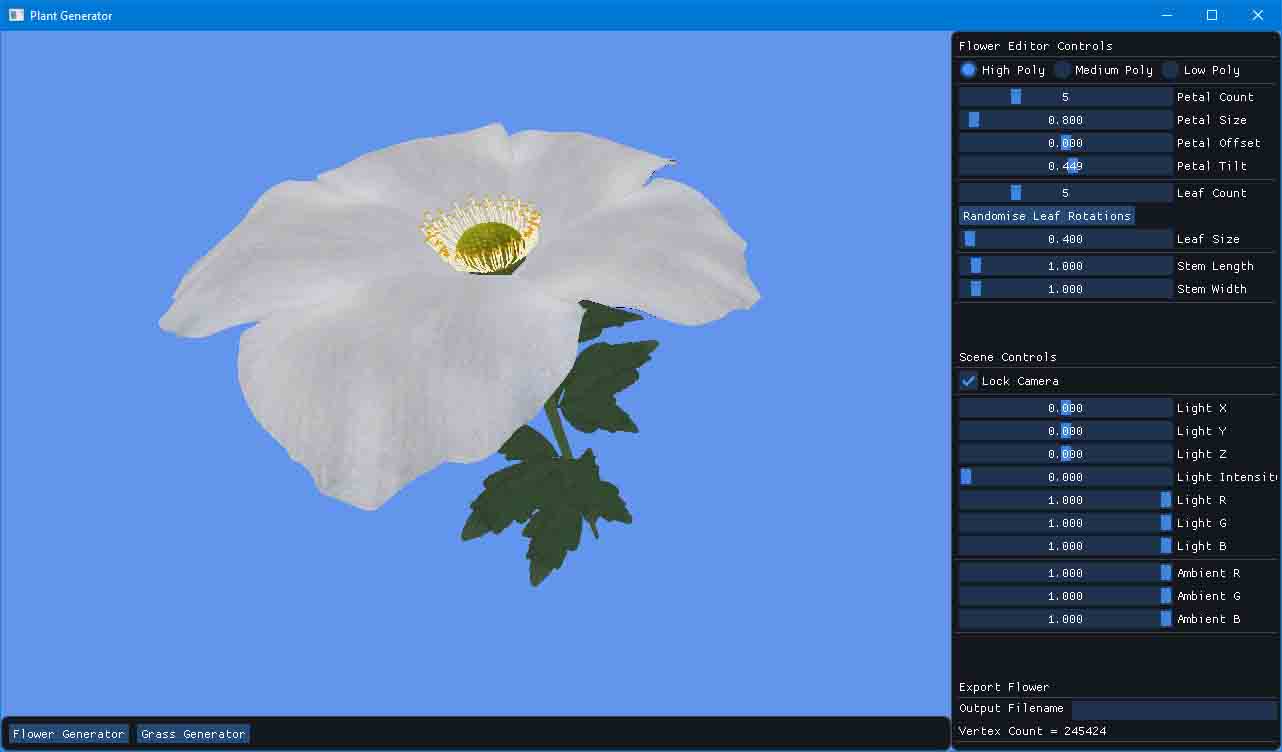 Plant Generator
Flower Editor Controls
High Poly Medium Poly Low Poly
5 Petal Count
0.800 Petal Size
0.000 Petal Offset
0.449 Petal Tilt
5 Leaf Count
Randomise Leaf Rotations
0.400 Leaf Size
1.000 Stem Length
1.000 Stem Width
Scene Controls
Lock Camera
0.000 Light X
0.000 Light Y
0.000 Light Z
0.000 Light Intensit
1.000 Light R
1.000 Light G
1.000 Light B
1.000 Ambient R
1.000 Ambient G
1.000 Ambient B
Export Flower
Output Filename
Vertex Count = 245424
Flower Generator Grass Generator